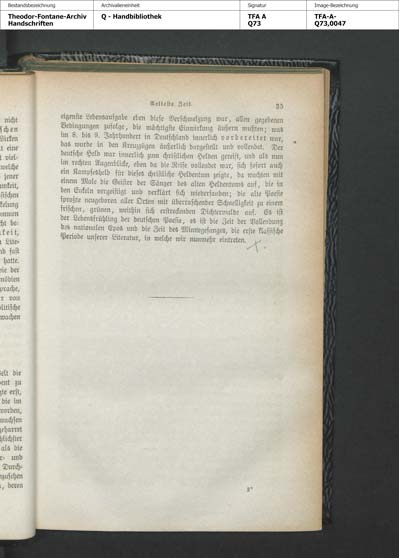 Bestandsbezeichnung
Archivalieneinheit
Signatur
Image-Bezeichnung
Theodor-Fontane-Archiv
Handschriften
Q - Handbibliothek
TFA A
Q73
TFA-A-
Q73,0047
Aelteste Zeit.
35
eigenste Lebensaufgabe eben diese Verschmelzung war, allen gegebenen
Bedingungen zufolge, die mächtigste Einwirkung äußern mußten; was
im 8. bis 9. Jahrhundert in Deutschland innerlich vorbereitet war,
das wurde in den Kreuzzügen äußerlich dargestellt und vollendet. Der
deutsche Held war innerlich zum christlichen Helden gereift, und als nun
im rechten Augenblick, eben da die Reife vollendet war, sich sofort auch
ein Kampfesfeld für dieses christliche Heldentum zeigte, da wachten mit
einem Male die Geister der Sänger des alten Heldentums auf, die in
den Enkeln vergeistigt und verklärt sich wiederfanden; die alte Poesie
sproßte neugeboren aller Orten mit überraschender Schnelligkeit zu einem
frischen, grünen, weithin sich erstreckenden Dichterwalde auf. Es ist
der Lebensfrühling der deutschen Poesie, es ist die Zeit der Vollendung
des nationalen Epos und die Zeit des Minnegesanges, die erste klassische
Periode unserer Literatur, in welche wir nunmehr eintreten.
3*